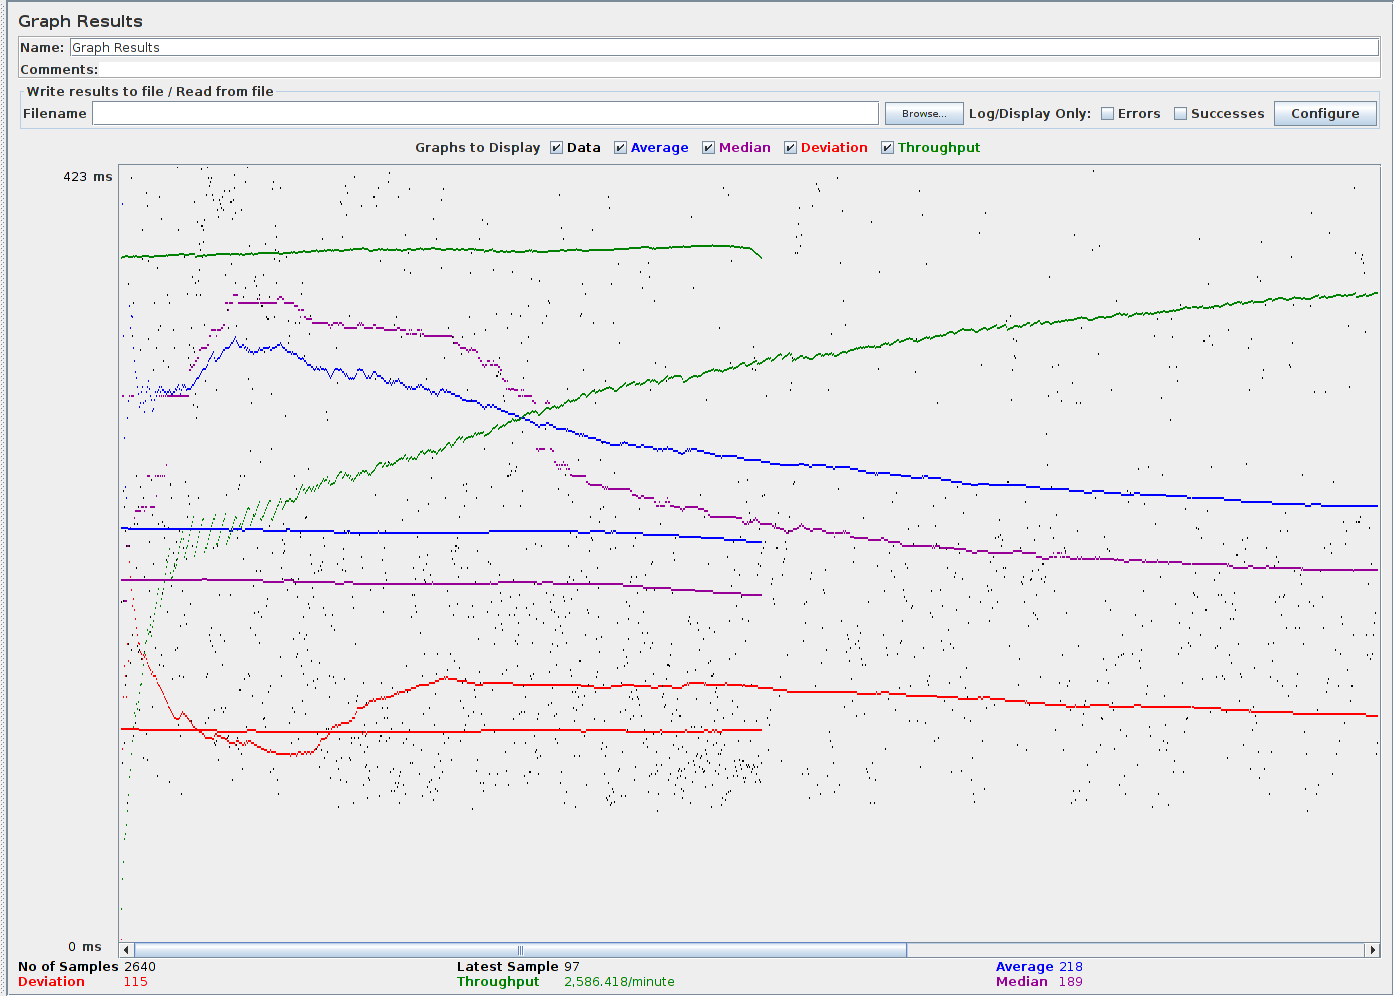 Graph Results
Name: Graph Results
Comments:
Write results to file / Read from file
Filename Browse... Log/Display Only: Errors Successes Configure
Graphs to Display Data Average Median Deviation Throughput
423 ms
0 ms
No of Samples 2640 Latest Sample 97 Average 218
Deviation 115 Throughput 2,586.418/minute Median 189